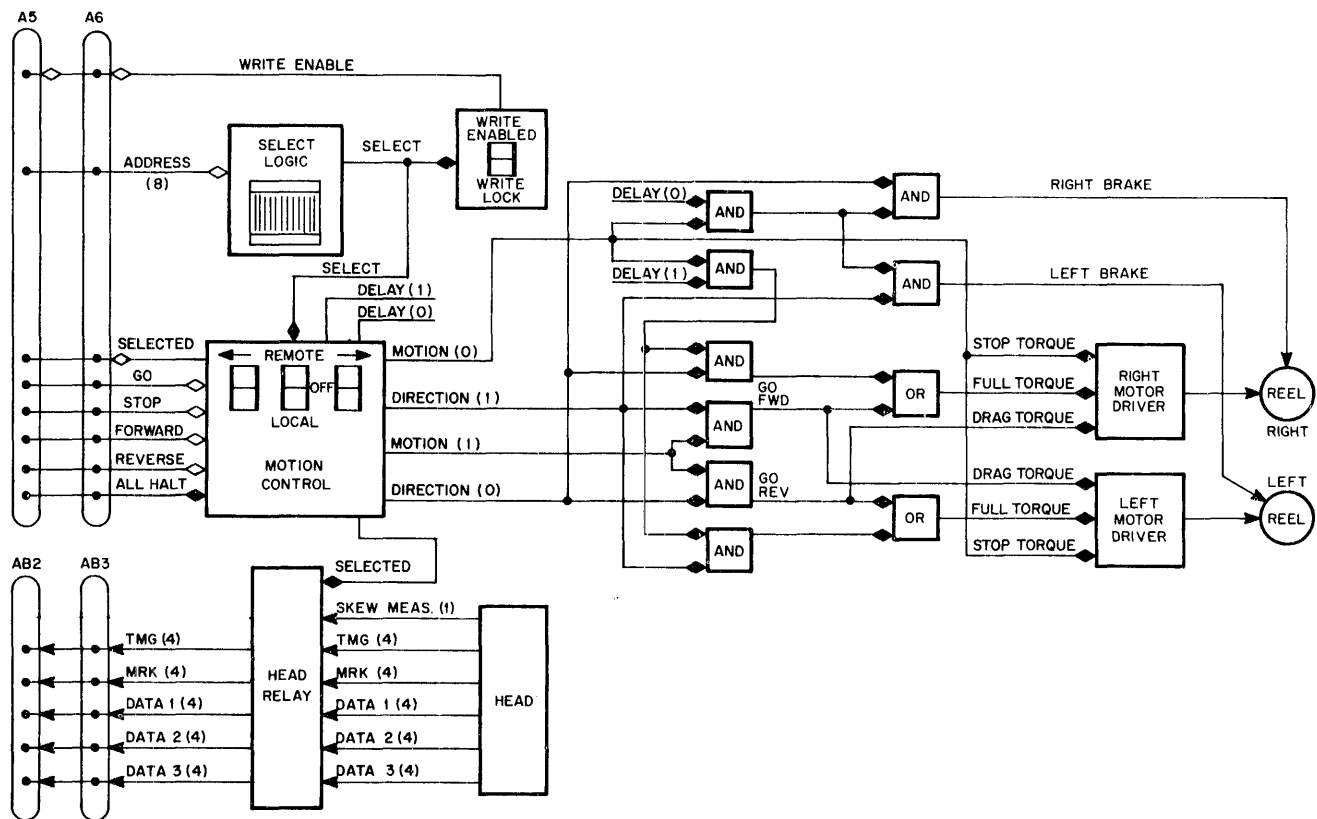 A5
A6
WRITE ENABLE
WRITE
ENABLED
WRITE
LOCK
ADDRESS
(8)
SELECT
LOGIC
SELECT
SELECT
DELAY (1)
DELAY (0)
SELECTED
GO
STOP
FORWARD
REVERSE
ALL HALT
REMOTE
OFF
LOCAL
MOTION
CONTROL
MOTION (0)
DIRECTION (1)
MOTION (1)
DIRECTION (0)
DELAY (0)
AND
DELAY (1)
AND
AND
AND
RIGHT BRAKE
LEFT BRAKE
AND
GO
FWD
AND
AND
GO
REV
AND
OR
OR
STOP TORQUE
FULL TORQUE
DRAG TORQUE
RIGHT
MOTOR
DRIVER
REEL
RIGHT
DRAG TORQUE
FULL TORQUE
STOP TORQUE
LEFT
MOTOR
DRIVER
LEFT
REEL
AB2
AB3
SELECTED
SKEW MEAS. (1)
TMG (4)
MRK (4)
DATA 1 (4)
DATA 2 (4)
DATA 3 (4)
HEAD
RELAY
TMG (4)
MRK (4)
DATA 1 (4)
DATA 2 (4)
DATA 3 (4)
HEAD